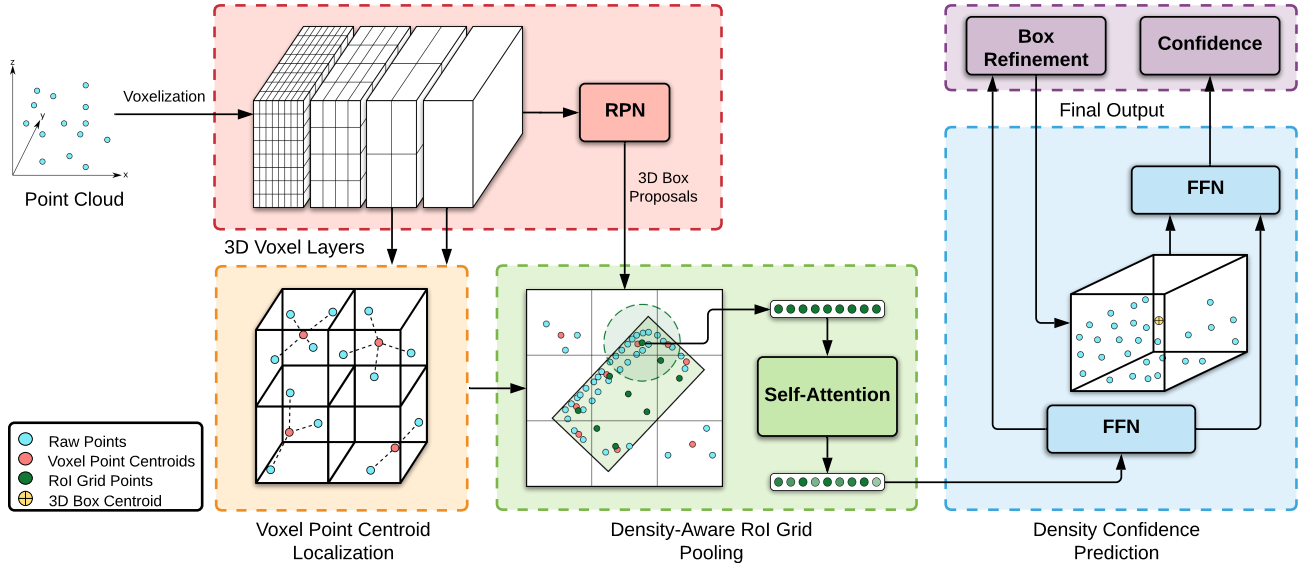 z
y
x
Point Cloud
Voxelization
RPN
3D Box
Proposals
3D Voxel Layers
Voxel Point Centroid
Localization
Self-Attention
Density-Aware RoI Grid
Pooling
Box
Refinement
Confidence
Final Output
FFN
FFN
Density Confidence
Prediction
Raw Points
Voxel Point Centroids
RoI Grid Points
3D Box Centroid